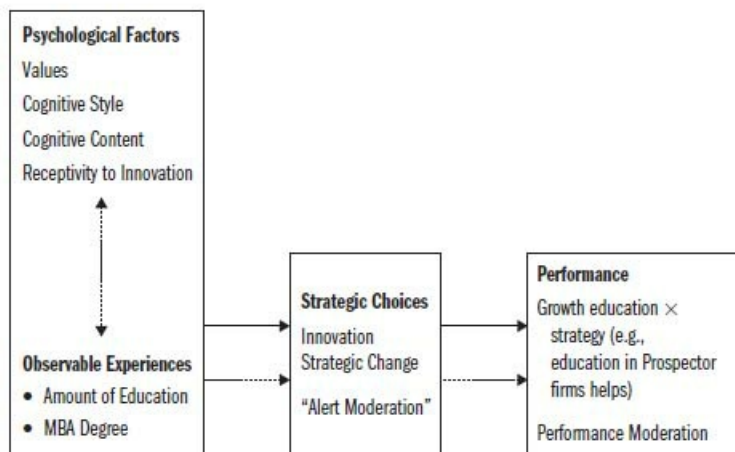 Psychological Factors
Values
Cognitive Style
Cognitive Content
Receptivity to Innovation
Observable Experiences
• Amount of Education
• MBA Degree
Strategic Choices
Innovation
Strategic Change
“Alert Moderation”
Performance
Growth education ×
strategy (e.g.,
education in Prospector
firms helps)
Performance Moderation